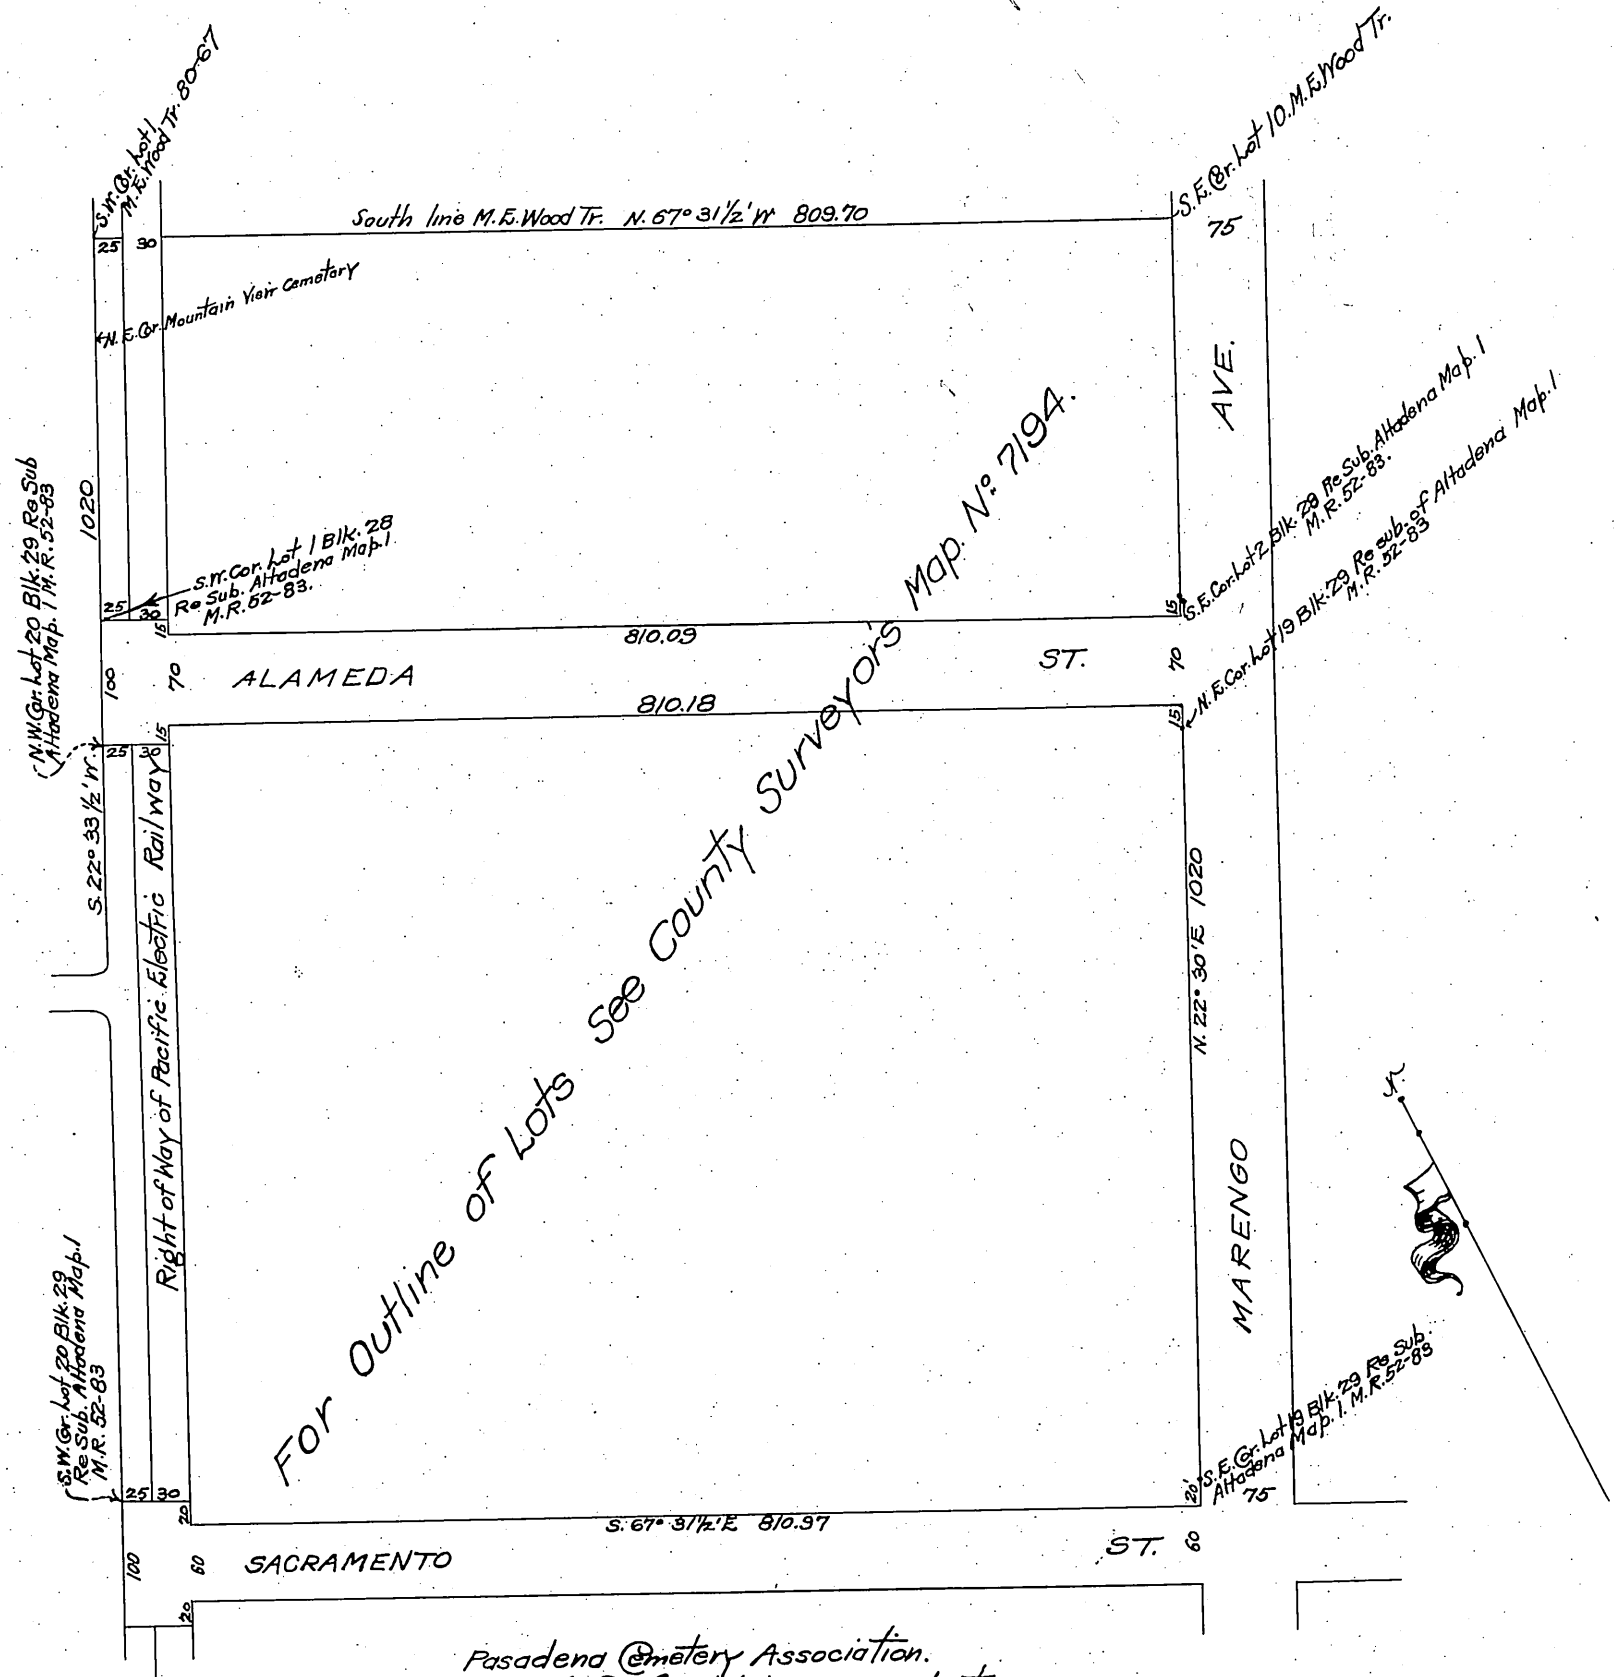 S.W. Cor. Lot 1
M.E. Wood Tr. 80-67
S.E. Cor. Lot 10. M.E. Wood Tr.
South line M.E. Wood Tr. N. 67° 31½' W 809.70
75
25 30
N.E. Cor. Mountain View Cemetary
AVE.
1020
N.W. Cor. Lot 20 Blk. 29 Re Sub
Altadena Map. 1 M.R. 52-83
S.W. Cor. Lot 1 Blk. 28
Re Sub. Altadena Map. 1
M.R. 52-83.
25 30
15
S.E. Cor. Lot 2 Blk. 28 Re Sub. Altadena Map. 1
M.R. 52-83.
15
810.09
100
70
ALAMEDA
ST.
70
810.18
N.E. Cor. Lot 19 Blk. 29 Re sub. of Altadena Map. 1
M.R. 52-83
15
15
25 30
S. 22° 33½' W.
Right of Way of Pacific Electric Railway
For Outline of Lots See County Surveyor's Map. No. 7194.
N. 22° 30' E 1020
MARENGO
N.
S.W. Cor. Lot 20 Blk. 29
Re Sub. Altadena Map. 1
M.R. 52-83
S.E. Cor. Lot 19 Blk. 29 Re Sub.
Altadena Map. 1. M.R. 52-83
25 30
20
20'
75
S. 67° 31½' E 810.97
100
60
SACRAMENTO
ST.
60
20
Pasadena Cemetery Association.